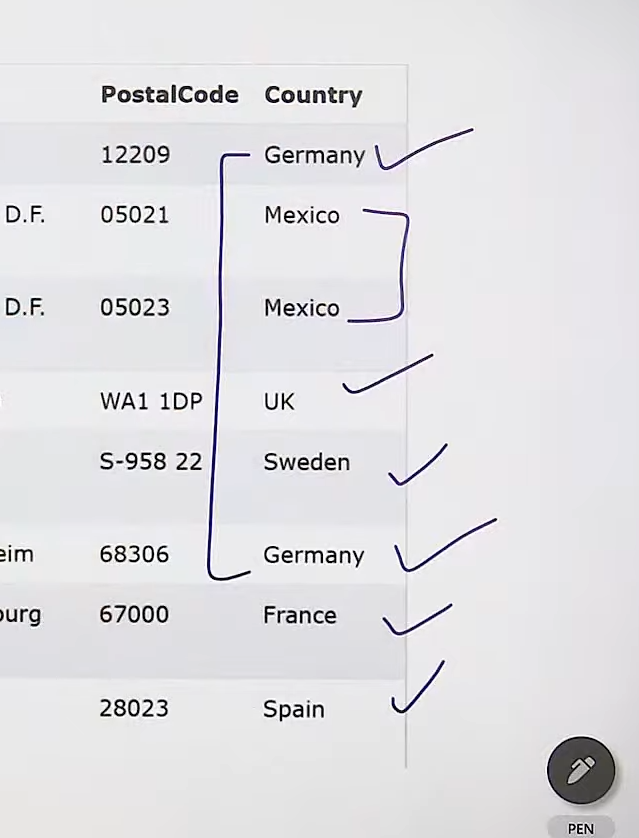 PostalCode Country
12209 Germany
D.F. 05021 Mexico
D.F. 05023 Mexico
WA1 1DP UK
S-958 22 Sweden
eim 68306 Germany
ourg 67000 France
28023 Spain
PEN